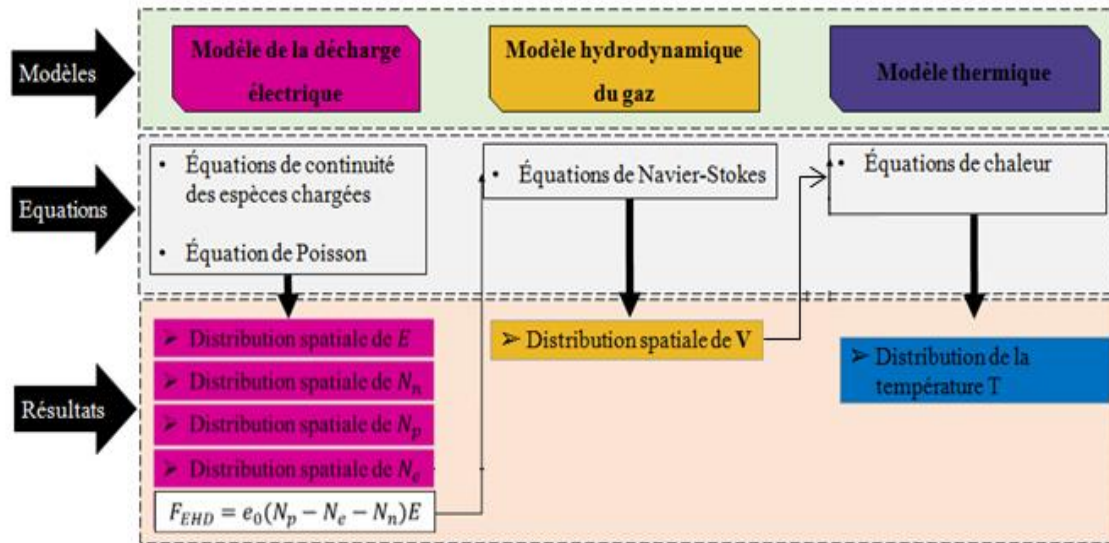 Modèles
Modèle de la décharge
électrique
Modèle hydrodynamique
du gaz
Modèle thermique
Equations
• Équations de continuité
des espèces chargées
• Équation de Poisson
• Équations de Navier-Stokes
• Équations de chaleur
Résultats
➢ Distribution spatiale de E
➢ Distribution spatiale de Nₙ
➢ Distribution spatiale de Nₚ
➢ Distribution spatiale de Nₑ
F_EHD = e₀(Nₚ − Nₑ − Nₙ)E
➢ Distribution spatiale de V
➢ Distribution de la
température T